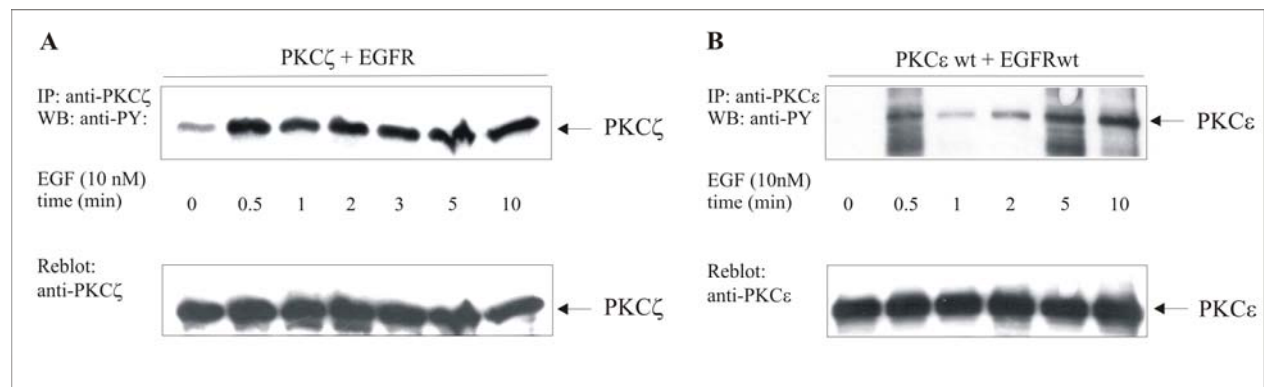 A
PKCζ + EGFR
IP: anti-PKCζ
WB: anti-PY:
PKCζ
EGF (10 nM)
time (min)
0 0.5 1 2 3 5 10
Reblot:
anti-PKCζ
PKCζ
B
PKCε wt + EGFRwt
IP: anti-PKCε
WB: anti-PY
PKCε
EGF (10nM)
time (min)
0 0.5 1 2 5 10
Reblot:
anti-PKCε
PKCε